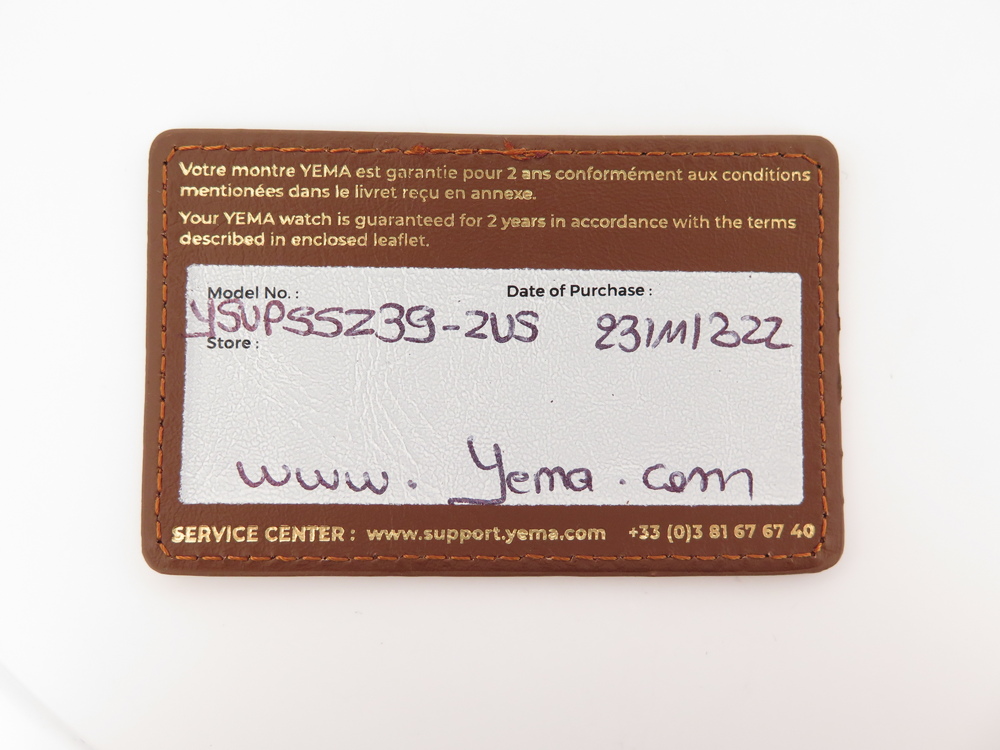 Votre montre YEMA est garantie pour 2 ans conformément aux conditions
mentionées dans le livret reçu en annexe.
Your YEMA watch is guaranteed for 2 years in accordance with the terms
described in enclosed leaflet.
Model No. : Date of Purchase :
YSUPSSZ39-2US
Store :
www. Yema . com
SERVICE CENTER : www.support.yema.com +33 (0)3 81 67 67 40